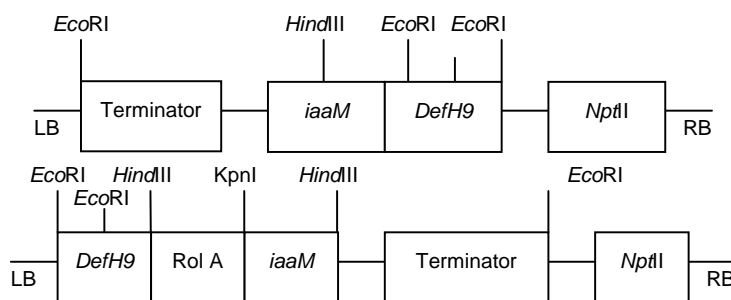 EcoRI HindIII EcoRI EcoRI
Terminator iaaM DefH9 NptII
LB RB
EcoRI HindIII KpnI HindIII EcoRI
EcoRI
DefH9 Rol A iaaM Terminator NptII
LB RB